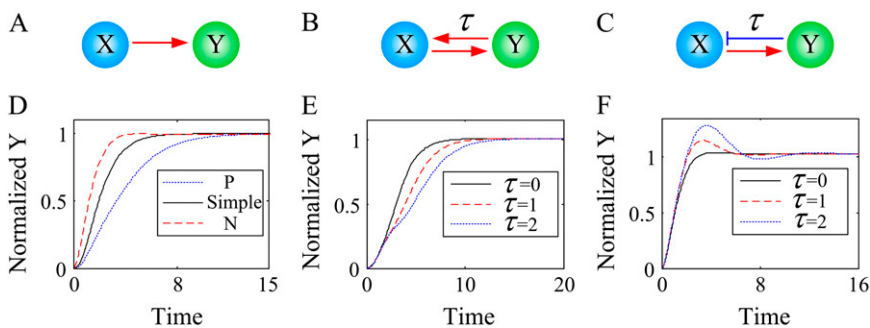 A
B
C
X
Y
X
τ
Y
X
τ
Y
D
E
F
Normalized Y
1
0.5
0
0
8
15
Time
P
Simple
N
Normalized Y
1
0.5
0
0
10
20
Time
τ=0
τ=1
τ=2
Normalized Y
1
0.5
0
0
8
16
Time
τ=0
τ=1
τ=2